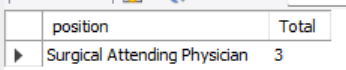 position Total
Surgical Attending Physician 3